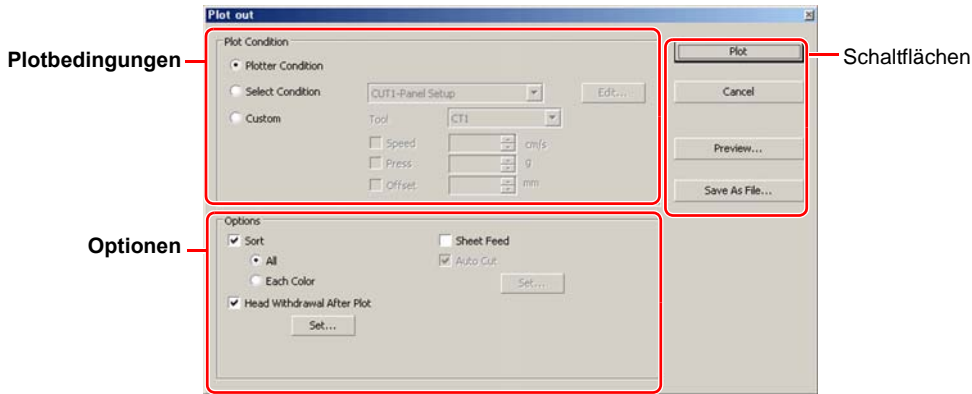 Plot out
Plot Condition
Plotbedingungen
Plotter Condition
Select Condition
CUT1-Panel Setup
Edt...
Custom
Tool
CT1
Speed
cm/s
Press
g
Offset
mm
Plot
Schaltflächen
Cancel
Preview...
Save As File...
Options
Optionen
Sort
Sheet Feed
All
Auto Cut
Each Color
Set...
Head Withdrawal After Plot
Set...